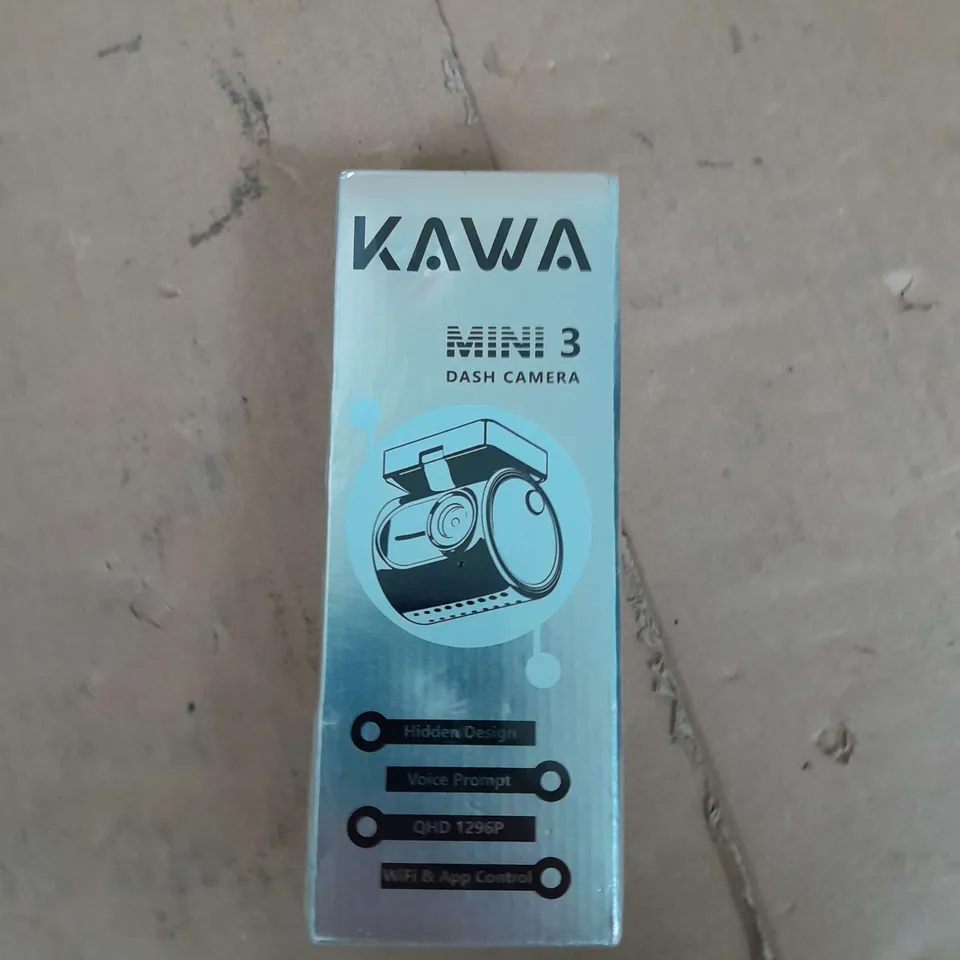 KAWA
MINI 3
DASH CAMERA
Hidden Design
Voice Prompt
QHD 1296P
WiFi & App Control